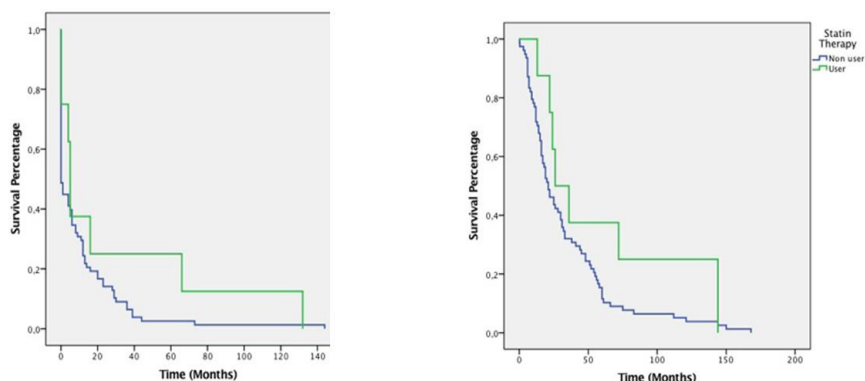 1,0
0,8
0,6
0,4
0,2
0,0
Survival Percentage
0 20 40 60 80 100 120 140
Time (Months)
1,0
0,8
0,6
0,4
0,2
0,0
Survival Percentage
0 50 100 150 200
Time (Months)
Statin
Therapy
Non user
User